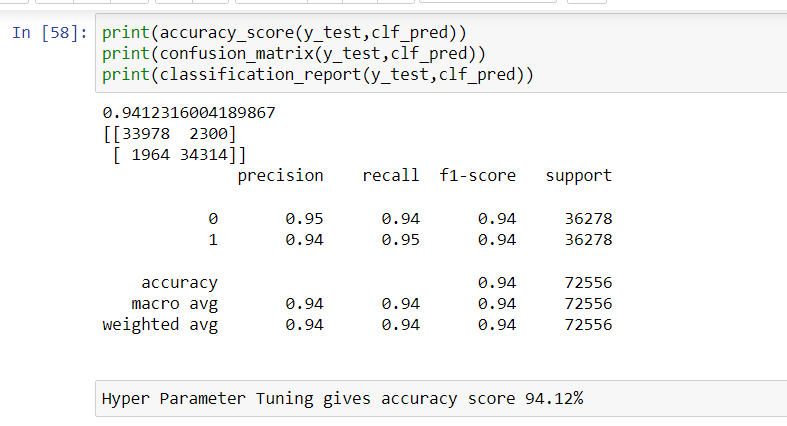 In [58]: print(accuracy_score(y_test,clf_pred))
print(confusion_matrix(y_test,clf_pred))
print(classification_report(y_test,clf_pred))
0.9412316004189867
[[33978  2300]
 [ 1964 34314]]
              precision    recall  f1-score   support
           0       0.95      0.94      0.94     36278
           1       0.94      0.95      0.94     36278
    accuracy                           0.94     72556
   macro avg       0.94      0.94      0.94     72556
weighted avg       0.94      0.94      0.94     72556
Hyper Parameter Tuning gives accuracy score 94.12%